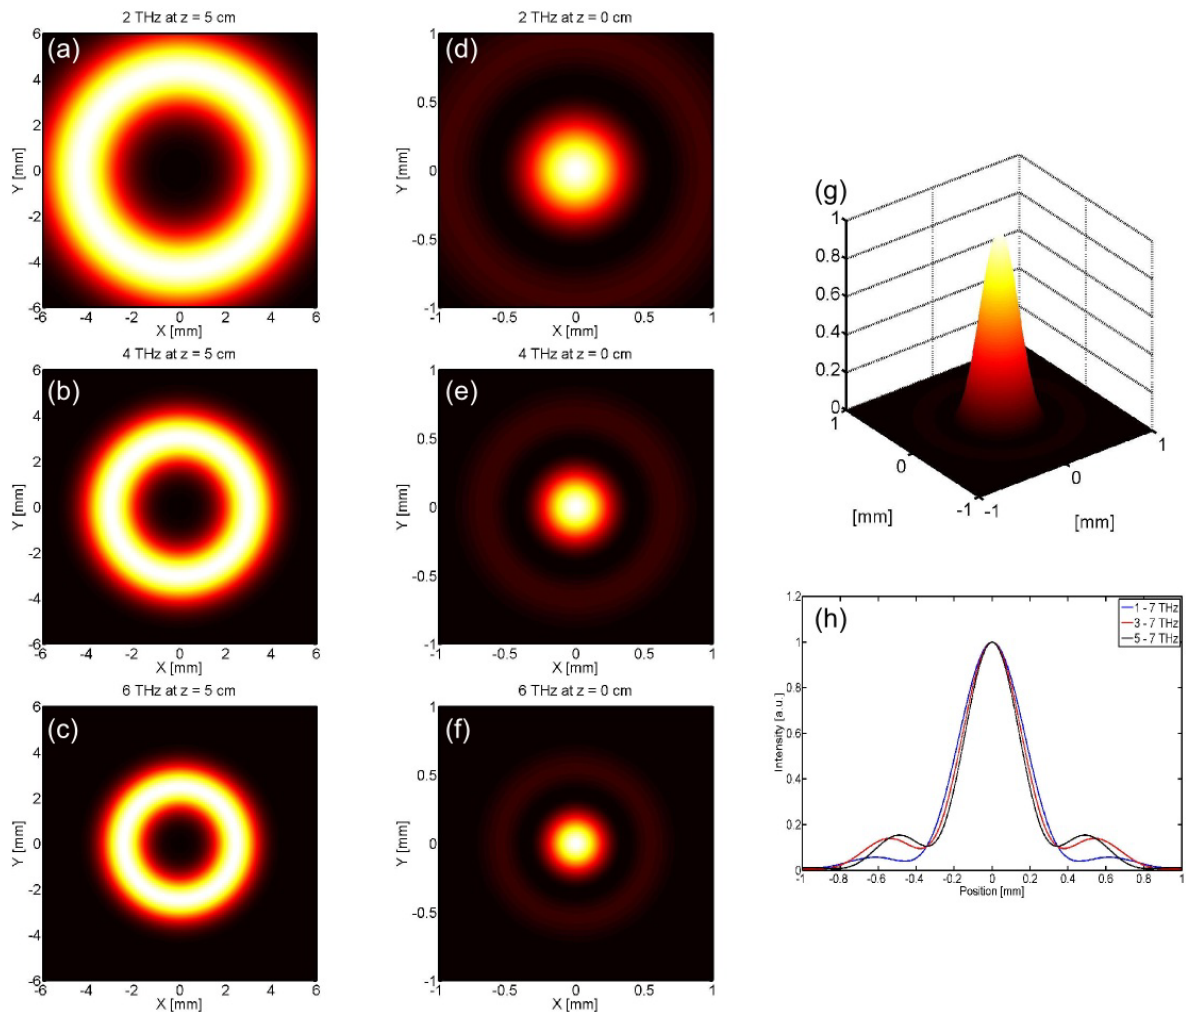 2 THz at z = 5 cm
(a)
6
4
2
0
-2
-4
-6
Y [mm]
-6 -4 -2 0 2 4 6
X [mm]
2 THz at z = 0 cm
(d)
1
0.5
0
-0.5
-1
Y [mm]
-1 -0.5 0 0.5 1
X [mm]
4 THz at z = 5 cm
(b)
6
4
2
0
-2
-4
-6
Y [mm]
-6 -4 -2 0 2 4 6
X [mm]
4 THz at z = 0 cm
(e)
1
0.5
0
-0.5
-1
Y [mm]
-1 -0.5 0 0.5 1
X [mm]
6 THz at z = 5 cm
(c)
6
4
2
0
-2
-4
-6
Y [mm]
-6 -4 -2 0 2 4 6
X [mm]
6 THz at z = 0 cm
(f)
1
0.5
0
-0.5
-1
Y [mm]
-1 -0.5 0 0.5 1
X [mm]
(g)
1
0.8
0.6
0.4
0.2
0
1
0
-1
-1
0
1
[mm]
[mm]
(h)
1.2
1
0.8
0.6
0.4
0.2
0
Intensity [a.u.]
-1 -0.8 -0.6 -0.4 -0.2 0 0.2 0.4 0.6 0.8 1
Position [mm]
1 - 7 THz
3 - 7 THz
5 - 7 THz